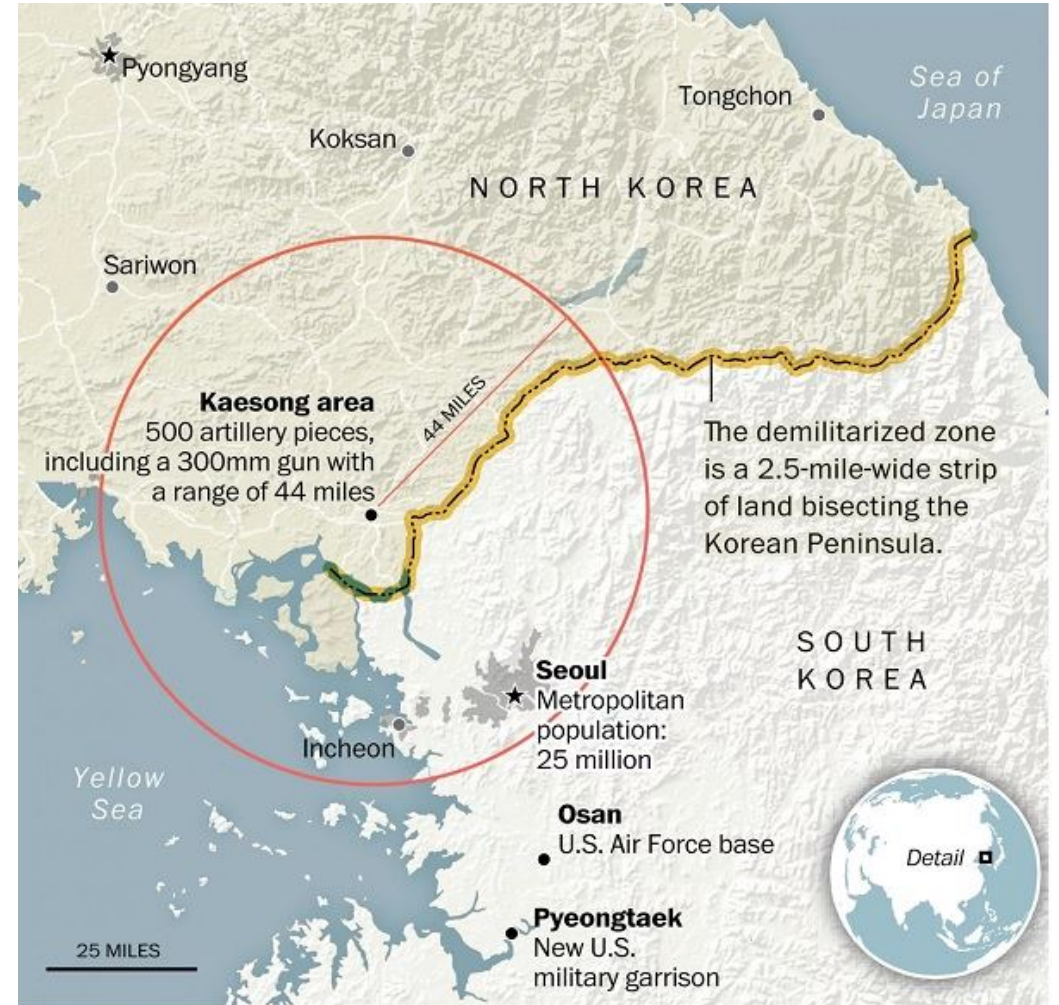 Pyongyang
Tongchon
Sea of
Japan
Koksan
NORTH KOREA
Sariwon
44 MILES
Kaesong area
500 artillery pieces,
including a 300mm gun with
a range of 44 miles
The demilitarized zone
is a 2.5-mile-wide strip
of land bisecting the
Korean Peninsula.
SOUTH
KOREA
Seoul
Metropolitan
population:
25 million
Incheon
Yellow
Sea
Osan
U.S. Air Force base
Detail
Pyeongtaek
New U.S.
military garrison
25 MILES